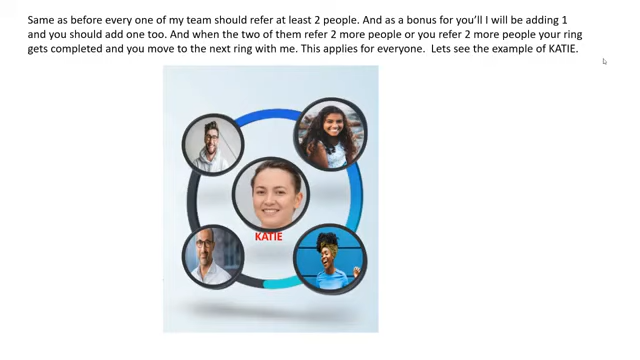 Same as before every one of my team should refer at least 2 people. And as a bonus for you'll I will be adding 1
and you should add one too. And when the two of them refer 2 more people or you refer 2 more people your ring
gets completed and you move to the next ring with me. This applies for everyone. Lets see the example of KATIE.
KATIE